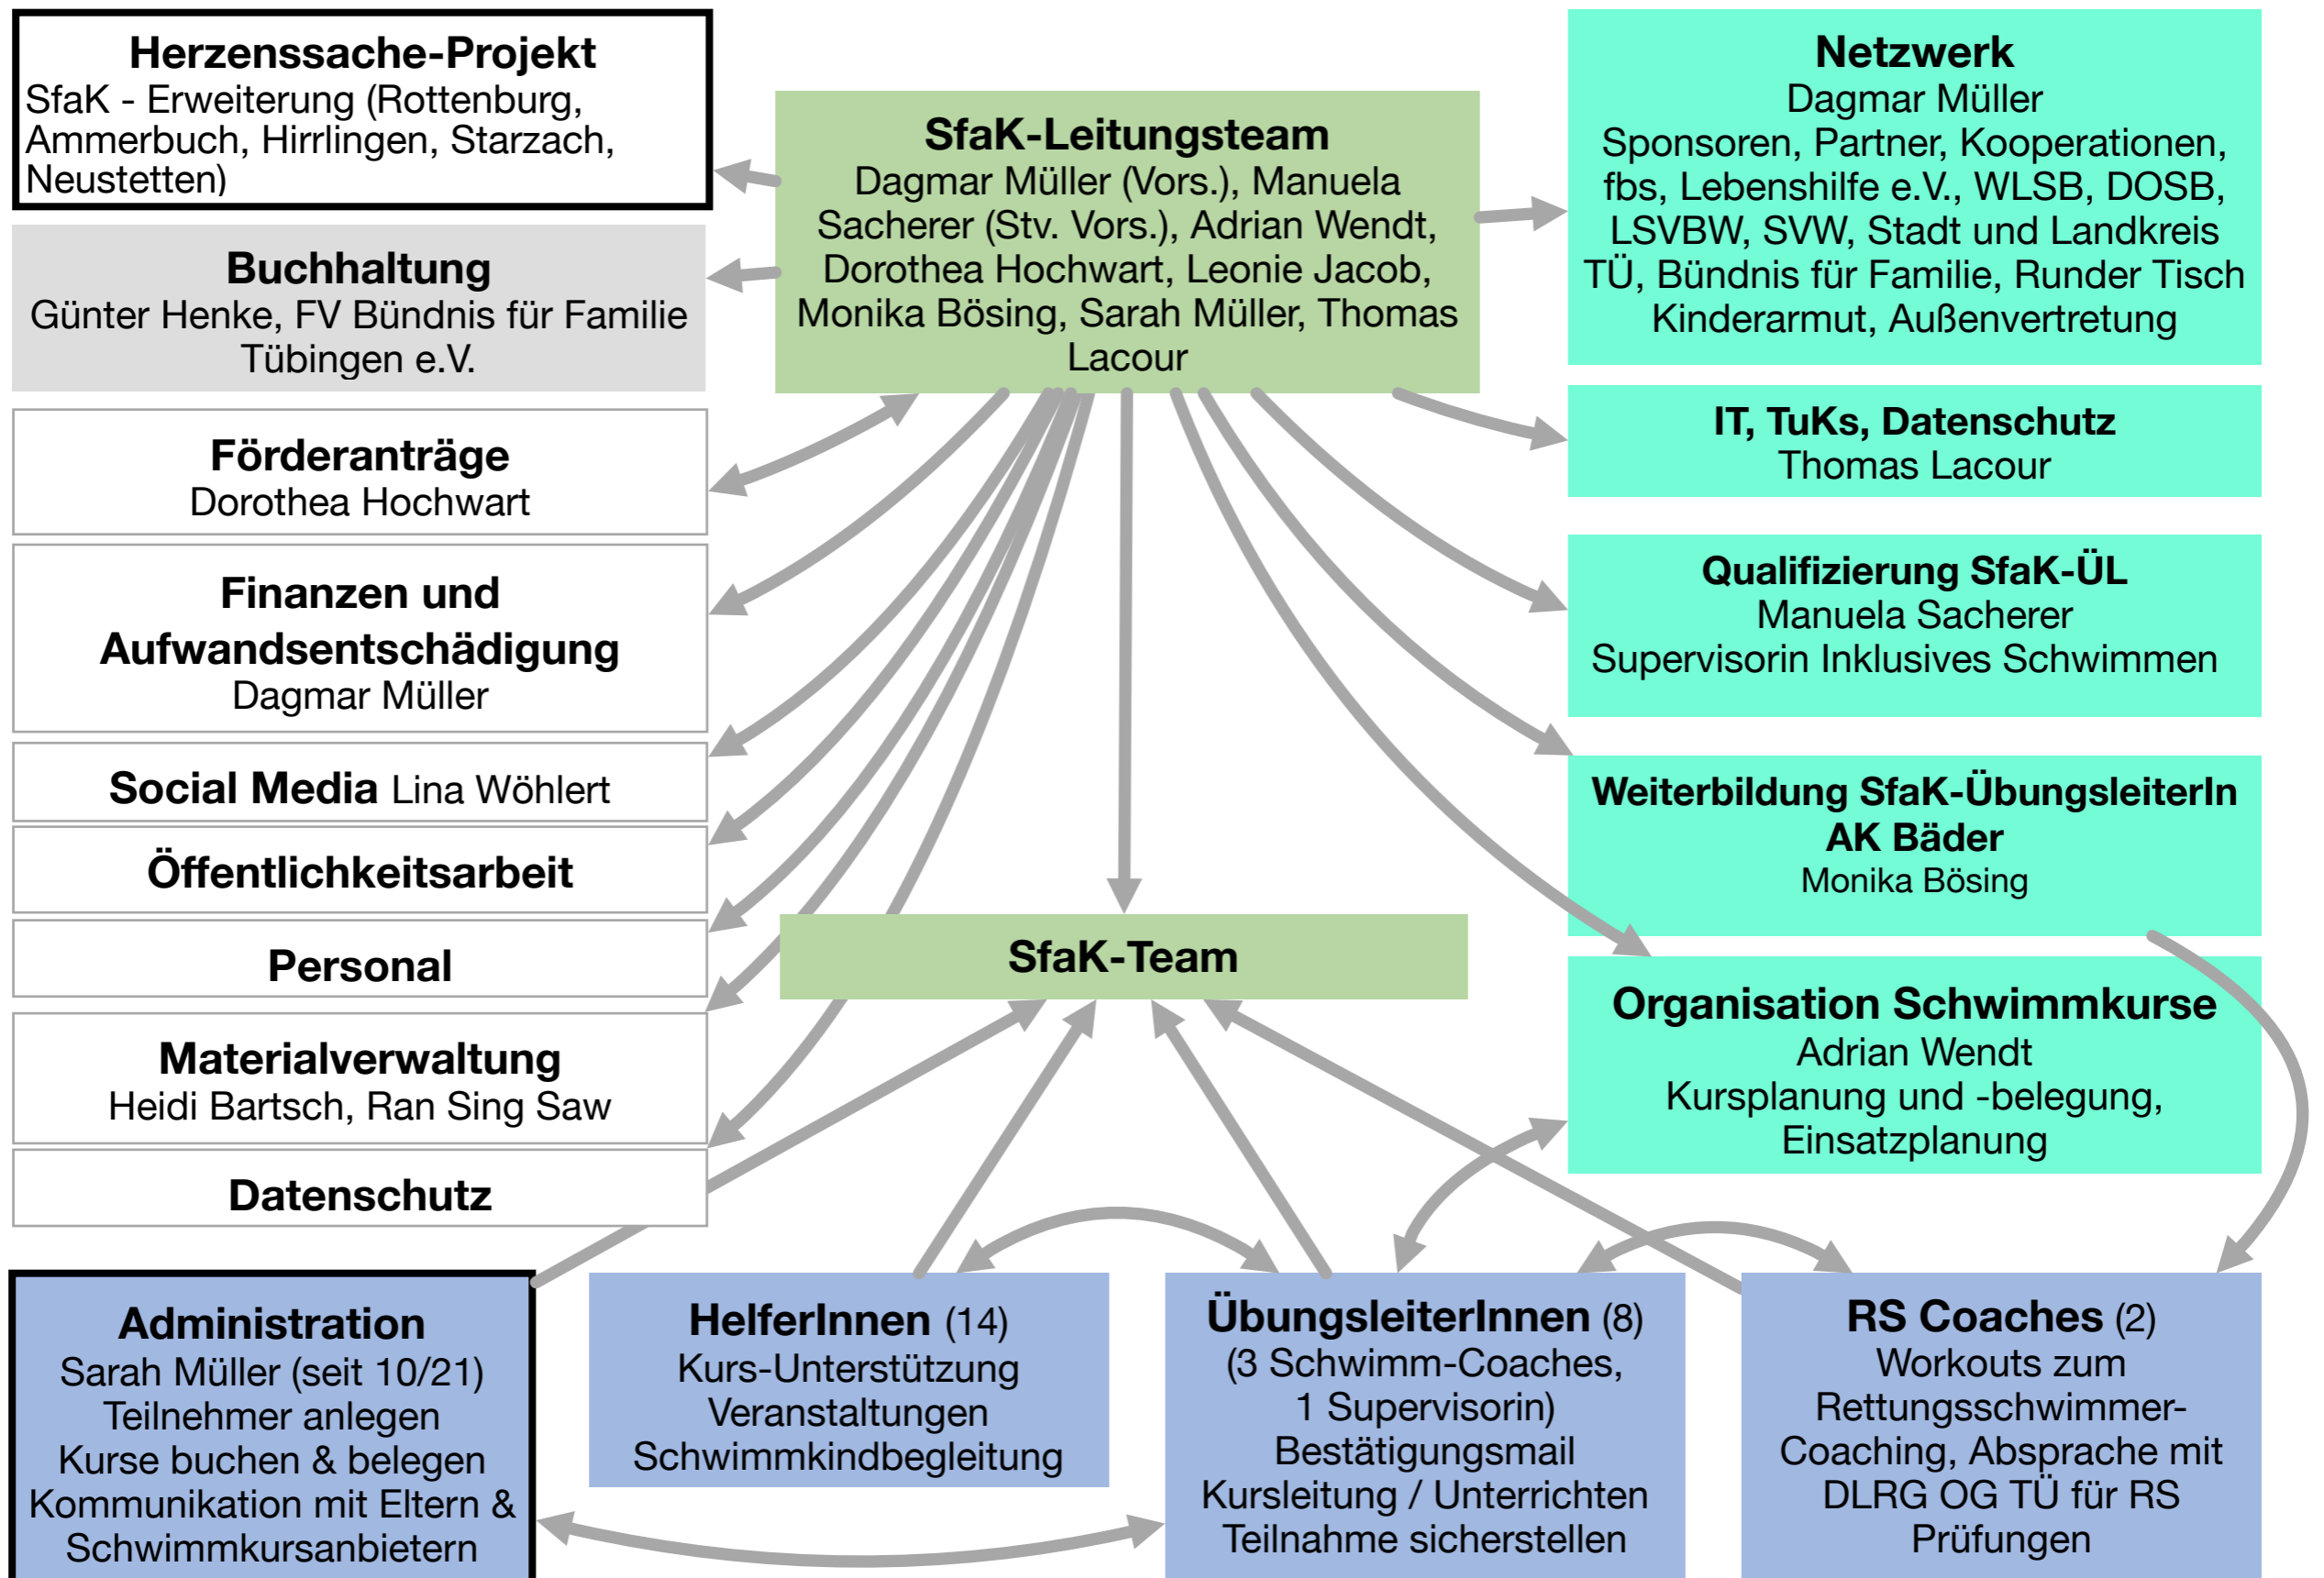 Herzenssache-Projekt
SfaK - Erweiterung (Rottenburg,
Ammerbuch, Hirrlingen, Starzach,
Neustetten)
Buchhaltung
Günter Henke, FV Bündnis für Familie
Tübingen e.V.
Förderanträge
Dorothea Hochwart
Finanzen und
Aufwandsentschädigung
Dagmar Müller
Social Media Lina Wöhlert
Öffentlichkeitsarbeit
Personal
Materialverwaltung
Heidi Bartsch, Ran Sing Saw
Datenschutz
SfaK-Leitungsteam
Dagmar Müller (Vors.), Manuela
Sacherer (Stv. Vors.), Adrian Wendt,
Dorothea Hochwart, Leonie Jacob,
Monika Bösing, Sarah Müller, Thomas
Lacour
SfaK-Team
Netzwerk
Dagmar Müller
Sponsoren, Partner, Kooperationen,
fbs, Lebenshilfe e.V., WLSB, DOSB,
LSVBW, SVW, Stadt und Landkreis
TÜ, Bündnis für Familie, Runder Tisch
Kinderarmut, Außenvertretung
IT, TuKs, Datenschutz
Thomas Lacour
Qualifizierung SfaK-ÜL
Manuela Sacherer
Supervisorin Inklusives Schwimmen
Weiterbildung SfaK-ÜbungsleiterIn
AK Bäder
Monika Bösing
Organisation Schwimmkurse
Adrian Wendt
Kursplanung und -belegung,
Einsatzplanung
Administration
Sarah Müller (seit 10/21)
Teilnehmer anlegen
Kurse buchen & belegen
Kommunikation mit Eltern &
Schwimmkursanbietern
HelferInnen (14)
Kurs-Unterstützung
Veranstaltungen
Schwimmkindbegleitung
ÜbungsleiterInnen (8)
(3 Schwimm-Coaches,
1 Supervisorin)
Bestätigungsmail
Kursleitung / Unterrichten
Teilnahme sicherstellen
RS Coaches (2)
Workouts zum
Rettungsschwimmer-
Coaching, Absprache mit
DLRG OG TÜ für RS
Prüfungen